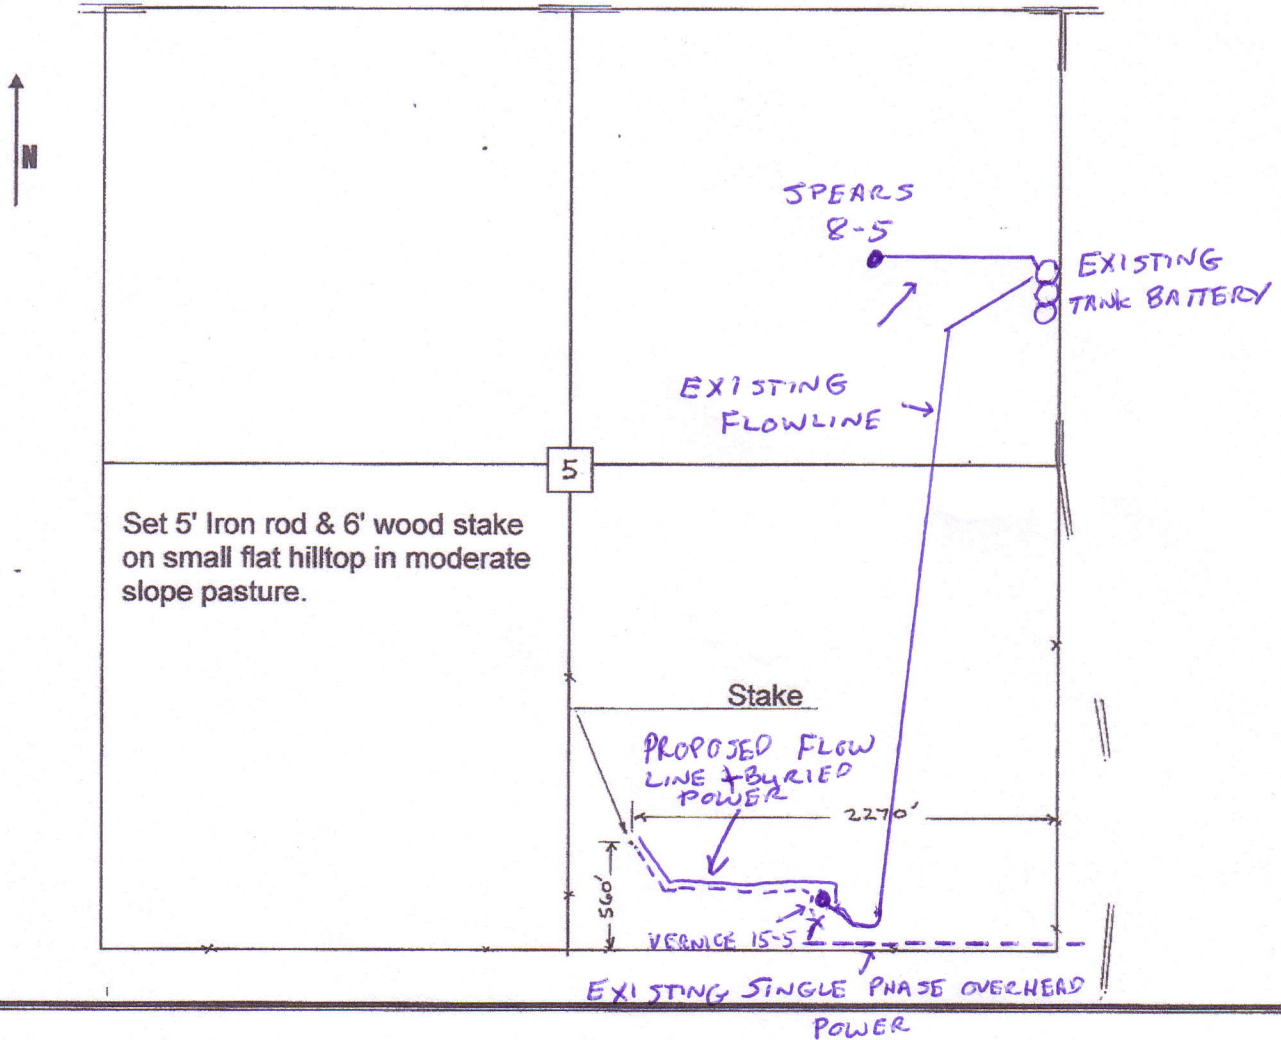 N
SPEARS
8-5
EXISTING
TANK BATTERY
EXISTING
FLOWLINE
5
Set 5' Iron rod & 6' wood stake
on small flat hilltop in moderate
slope pasture.
Stake
PROPOSED FLOW
LINE + BURIED
POWER
2270'
560'
VERNICE 15-5
EXISTING SINGLE PHASE OVERHEAD
POWER